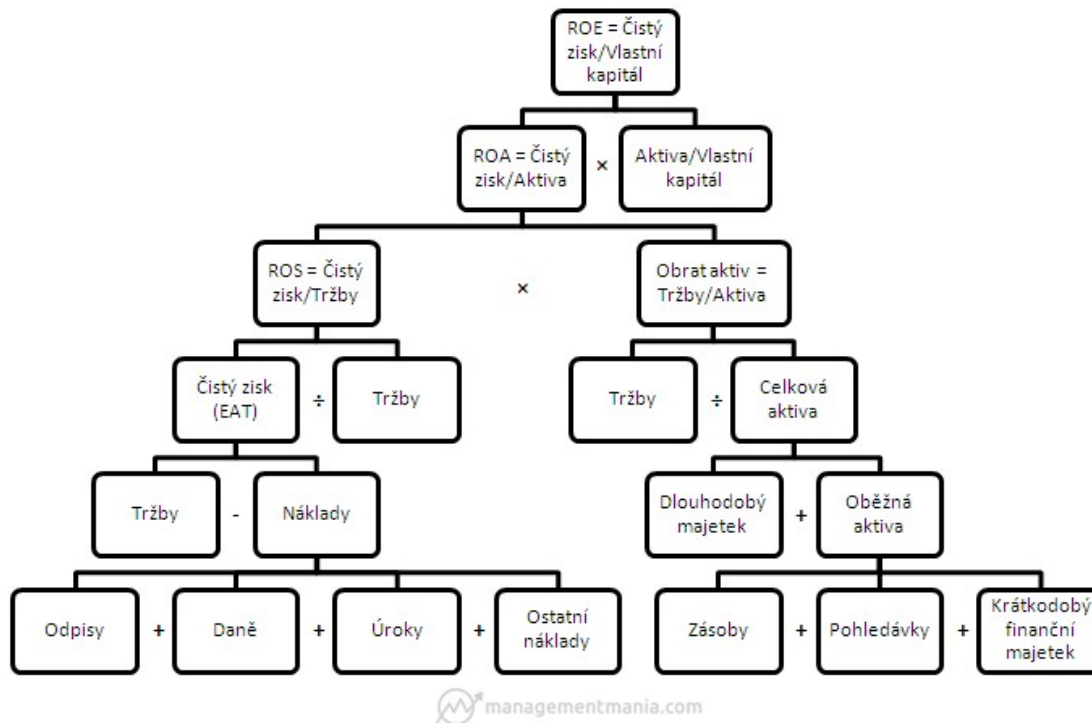 ROE = Čistý
zisk/Vlastní
kapitál
ROA = Čistý
zisk/Aktiva
×
Aktiva/Vlastní
kapitál
ROS = Čistý
zisk/Tržby
×
Obrat aktiv =
Tržby/Aktiva
Čistý zisk
(EAT)
÷
Tržby
Tržby
÷
Celková
aktiva
Tržby
-
Náklady
Dlouhodobý
majetek
+
Oběžná
aktiva
Odpisy
+
Daně
+
Úroky
+
Ostatní
náklady
Zásoby
+
Pohledávky
+
Krátkodobý
finanční
majetek
managementmania.com